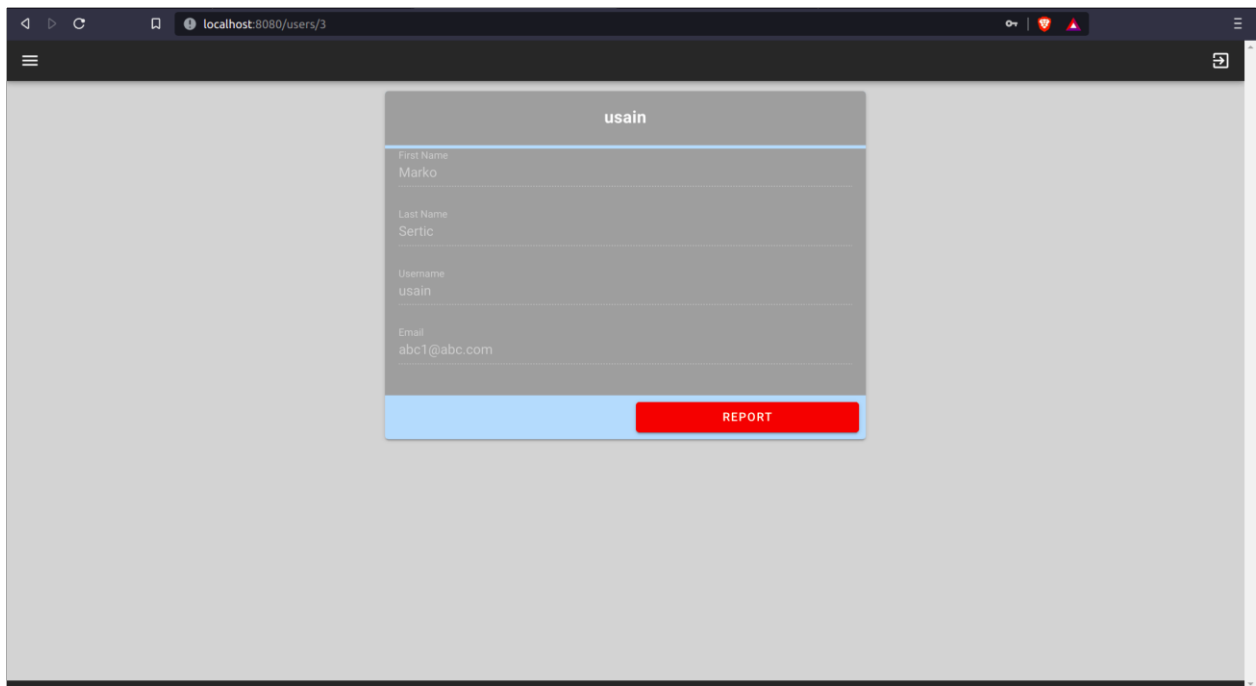 localhost:8080/users/3
usain
First Name
Marko
Last Name
Sertic
Username
usain
Email
abc1@abc.com
REPORT